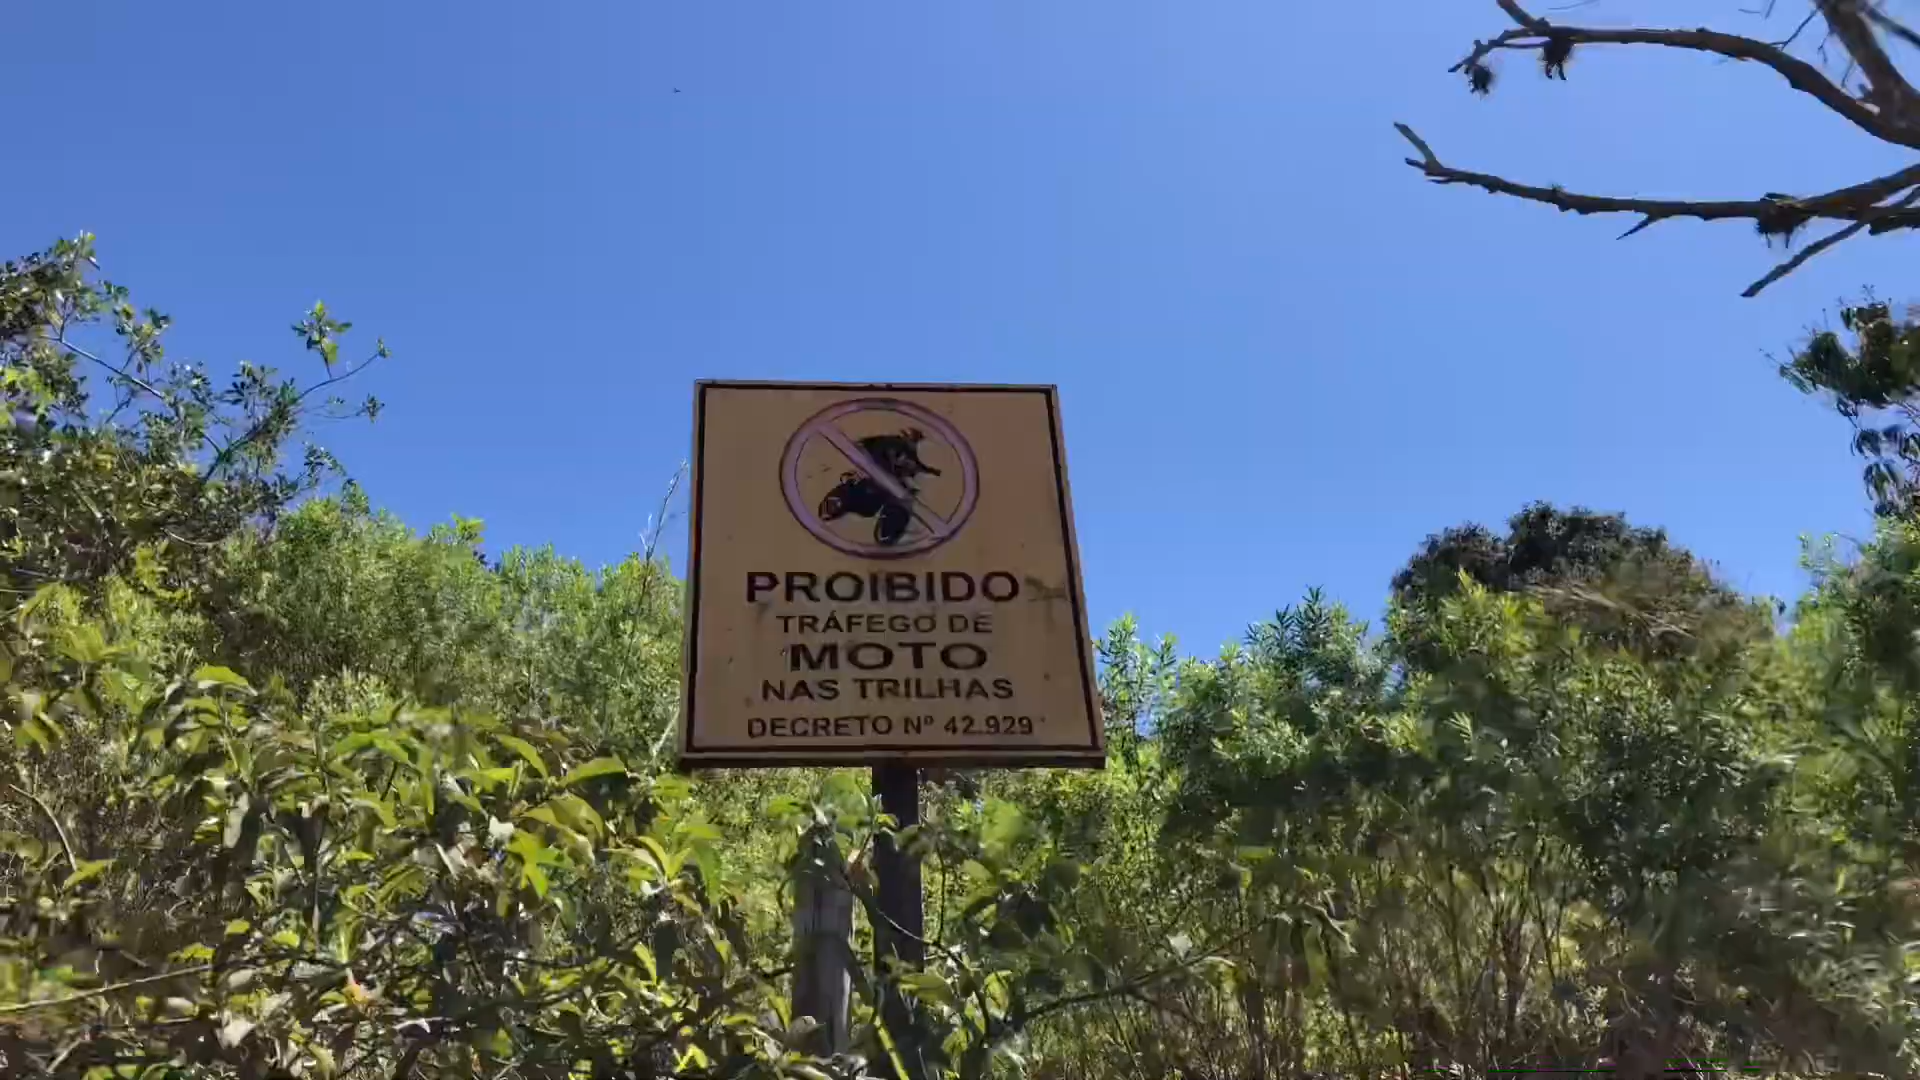 PROIBIDO
TRÁFEGO DE
MOTO
NAS TRILHAS
DECRETO Nº 42.929